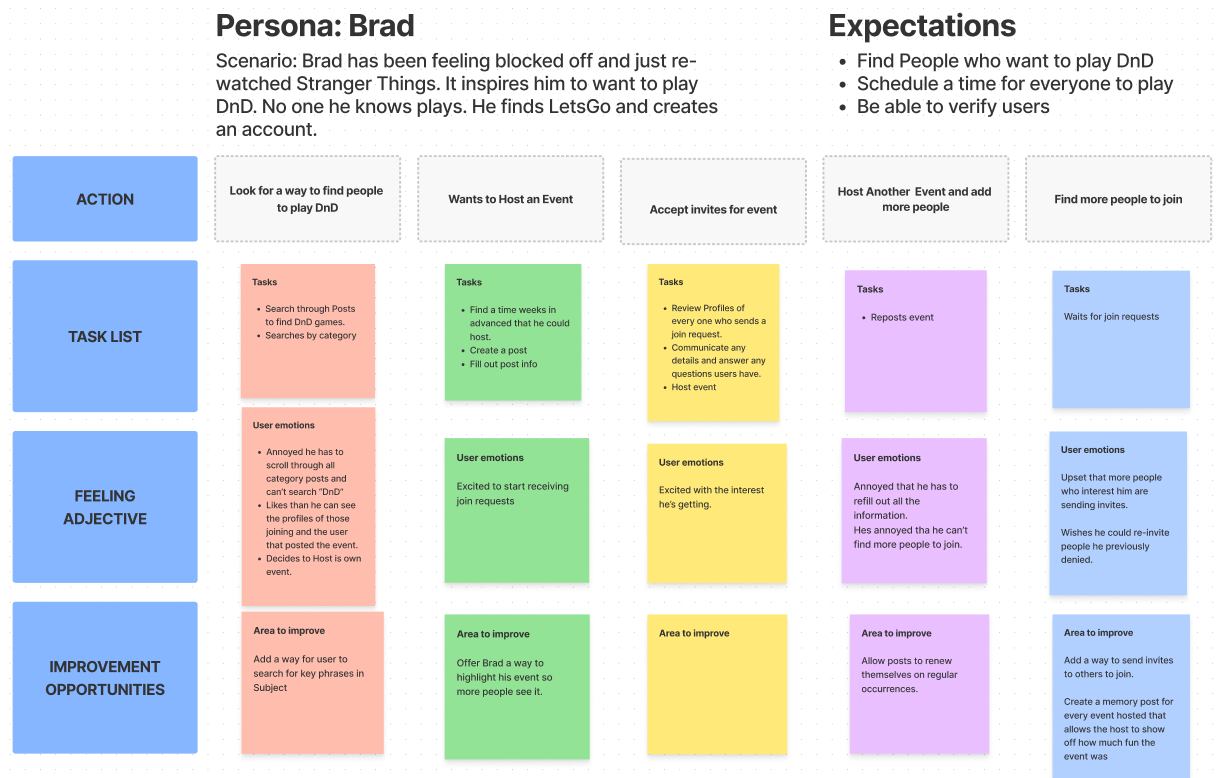 Persona: Brad
Scenario: Brad has been feeling blocked off and just re-
watched Stranger Things. It inspires him to want to play
DnD. No one he knows plays. He finds LetsGo and creates
an account.
Expectations
• Find People who want to play DnD
• Schedule a time for everyone to play
• Be able to verify users
ACTION
Look for a way to find people
to play DnD
Wants to Host an Event
Accept invites for event
Host Another Event and add
more people
Find more people to join
TASK LIST
Tasks
• Search through Posts
to find DnD games.
• Searches by category
Tasks
• Find a time weeks in
advanced that he could
host.
• Create a post
• Fill out post info
Tasks
• Review Profiles of
every one who sends a
join request.
• Communicate any
details and answer any
questions users have.
• Host event
Tasks
• Reposts event
Tasks
Waits for join requests
FEELING
ADJECTIVE
User emotions
• Annoyed he has to
scroll through all
category posts and
can't search "DnD"
• Likes than he can see
the profiles of those
joining and the user
that posted the event.
• Decides to Host is own
event.
User emotions
Excited to start receiving
join requests
User emotions
Excited with the interest
he's getting.
User emotions
Annoyed that he has to
refill out all the
information.
Hes annoyed tha he can't
find more people to join.
User emotions
Upset that more people
who interest him are
sending invites.
Wishes he could re-invite
people he previously
denied.
IMPROVEMENT
OPPORTUNITIES
Area to improve
Add a way for user to
search for key phrases in
Subject
Area to improve
Offer Brad a way to
highlight his event so
more people see it.
Area to improve
Area to improve
Allow posts to renew
themselves on regular
occurrences.
Area to improve
Add a way to send invites
to others to join.
Create a memory post for
every event hosted that
allows the host to show
off how much fun the
event was